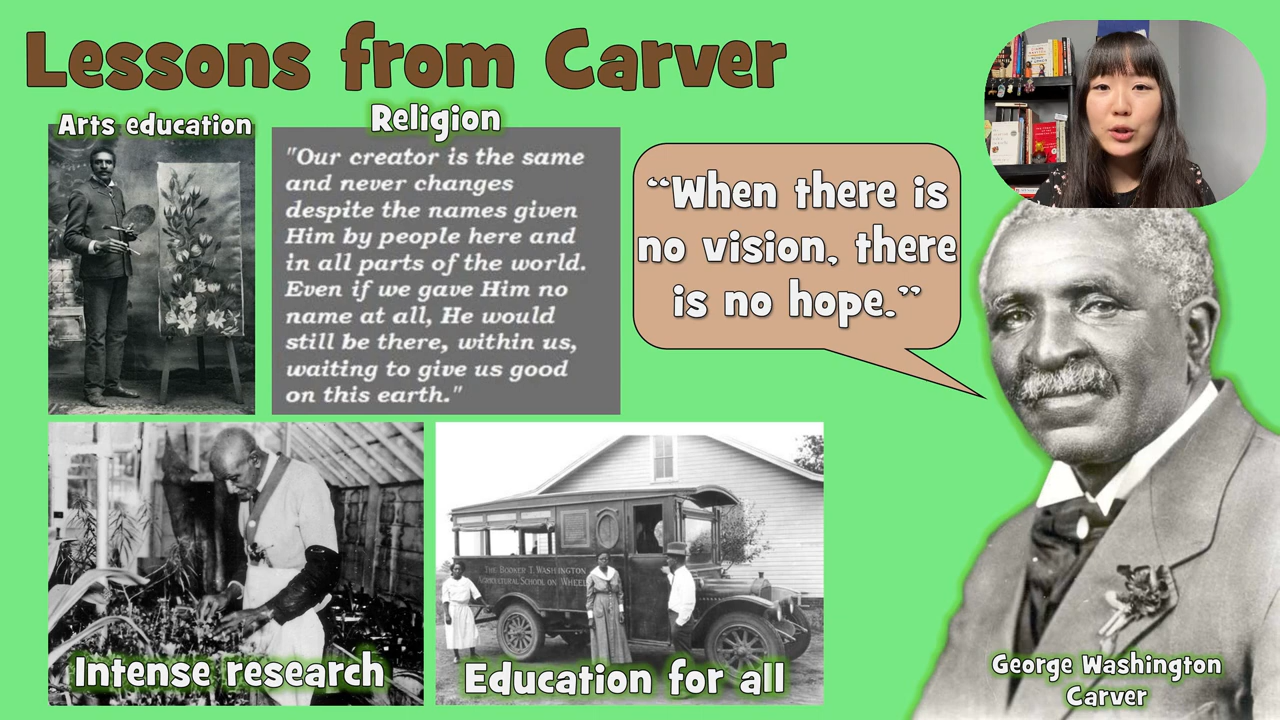 Lessons from Carver
Arts education
Religion
"Our creator is the same
and never changes
despite the names given
Him by people here and
in all parts of the world.
Even if we gave Him no
name at all, He would
still be there, within us,
waiting to give us good
on this earth."
“When there is
no vision, there
is no hope.”
THE BOOKER T. WASHINGTON
AGRICULTURAL SCHOOL ON WHEEL
Intense research
Education for all
George Washington
Carver